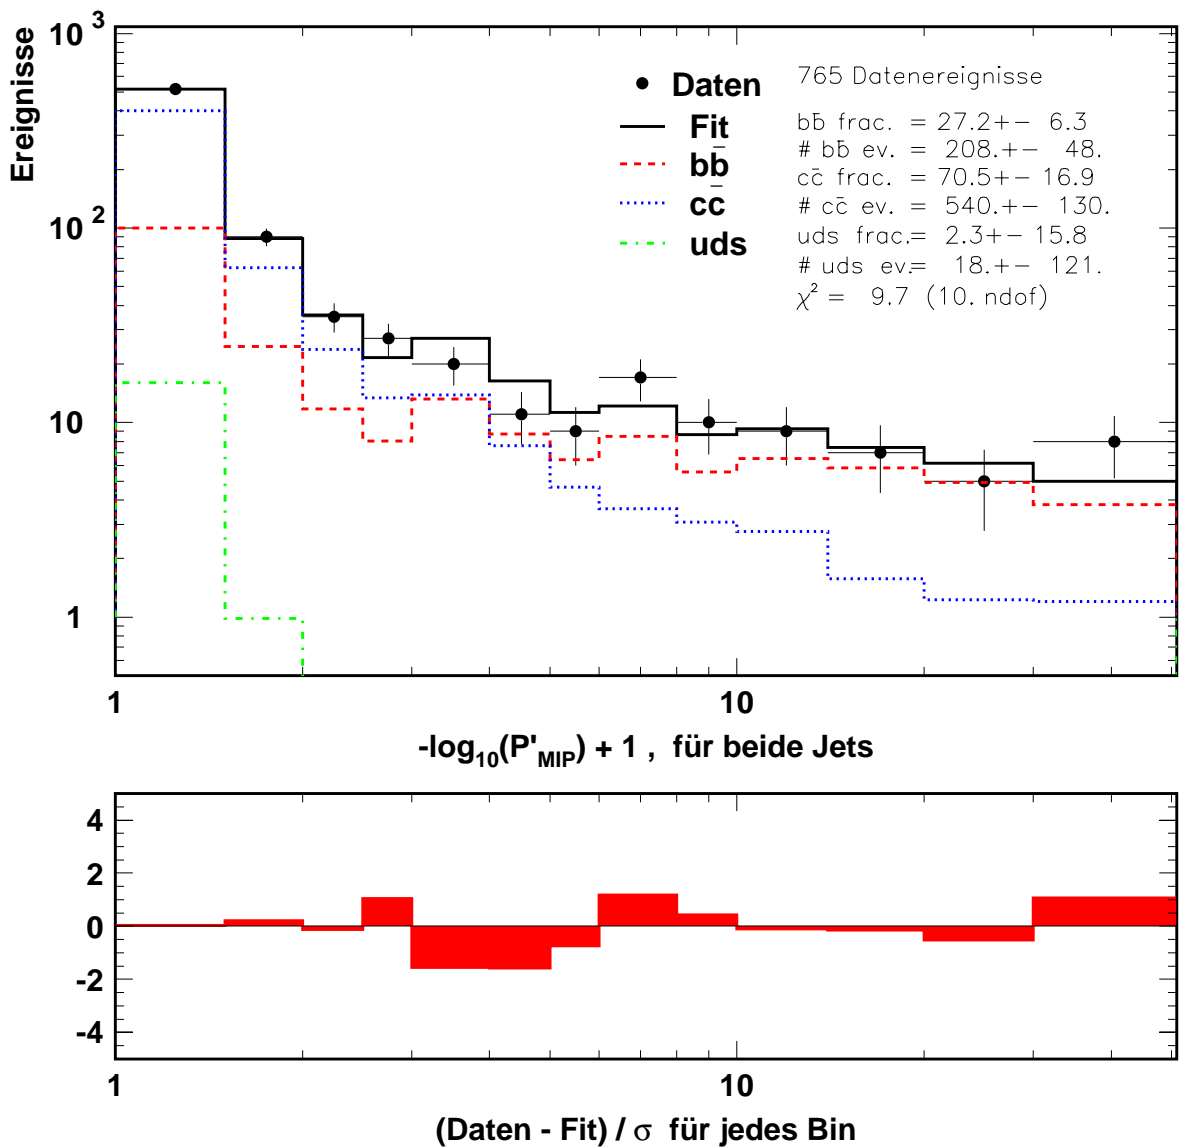 Ereignisse
10³
10²
10
1
Daten
Fit
bb̄
cc̄
uds
765 Datenereignisse
bb̄ frac. = 27.2+− 6.3
# bb̄ ev. = 208.+− 48.
cc̄ frac. = 70.5+− 16.9
# cc̄ ev. = 540.+− 130.
uds frac.= 2.3+− 15.8
# uds ev.= 18.+− 121.
χ² = 9.7 (10. ndof)
1 10
-log₁₀(P'MIP) + 1 , für beide Jets
4
2
0
-2
-4
1 10
(Daten - Fit) / σ für jedes Bin